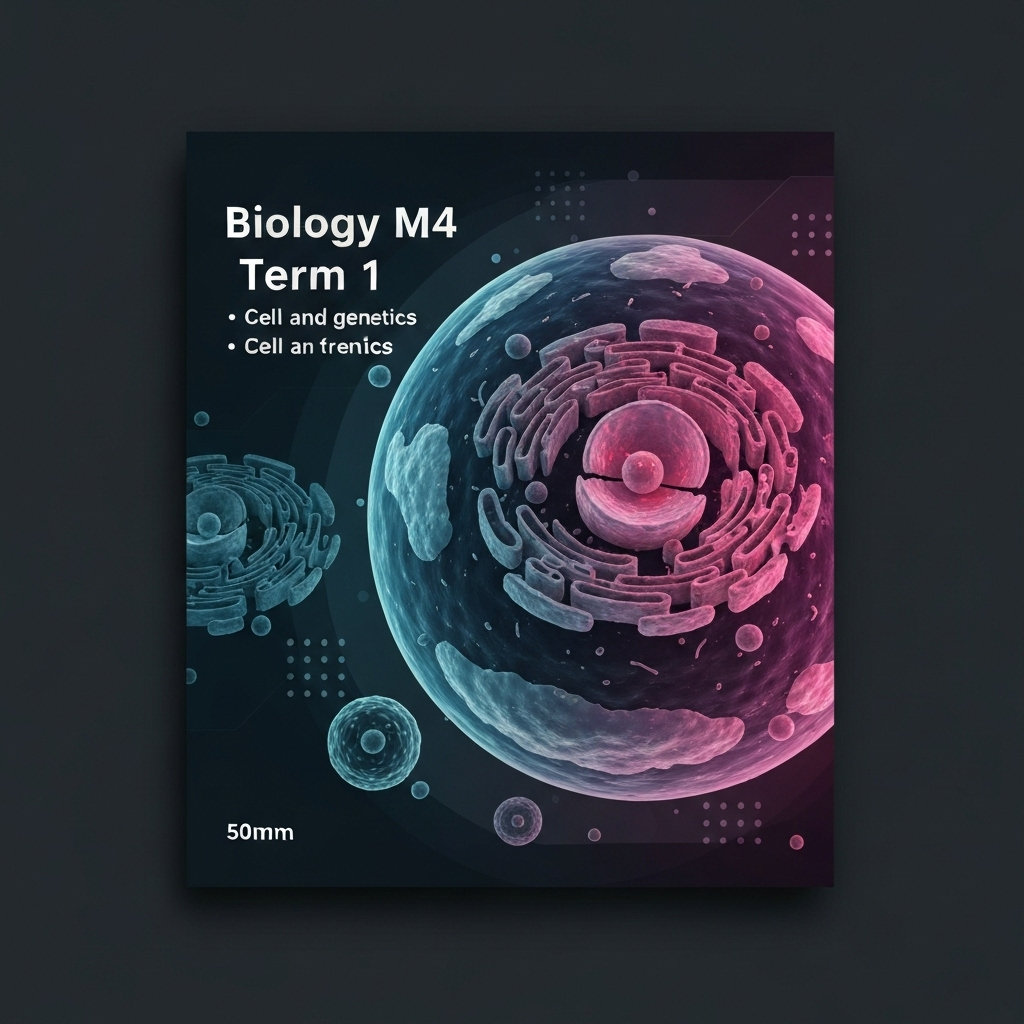 Biology M4
Term 1
• Cell and genetics
• Cell an frenics
50mm